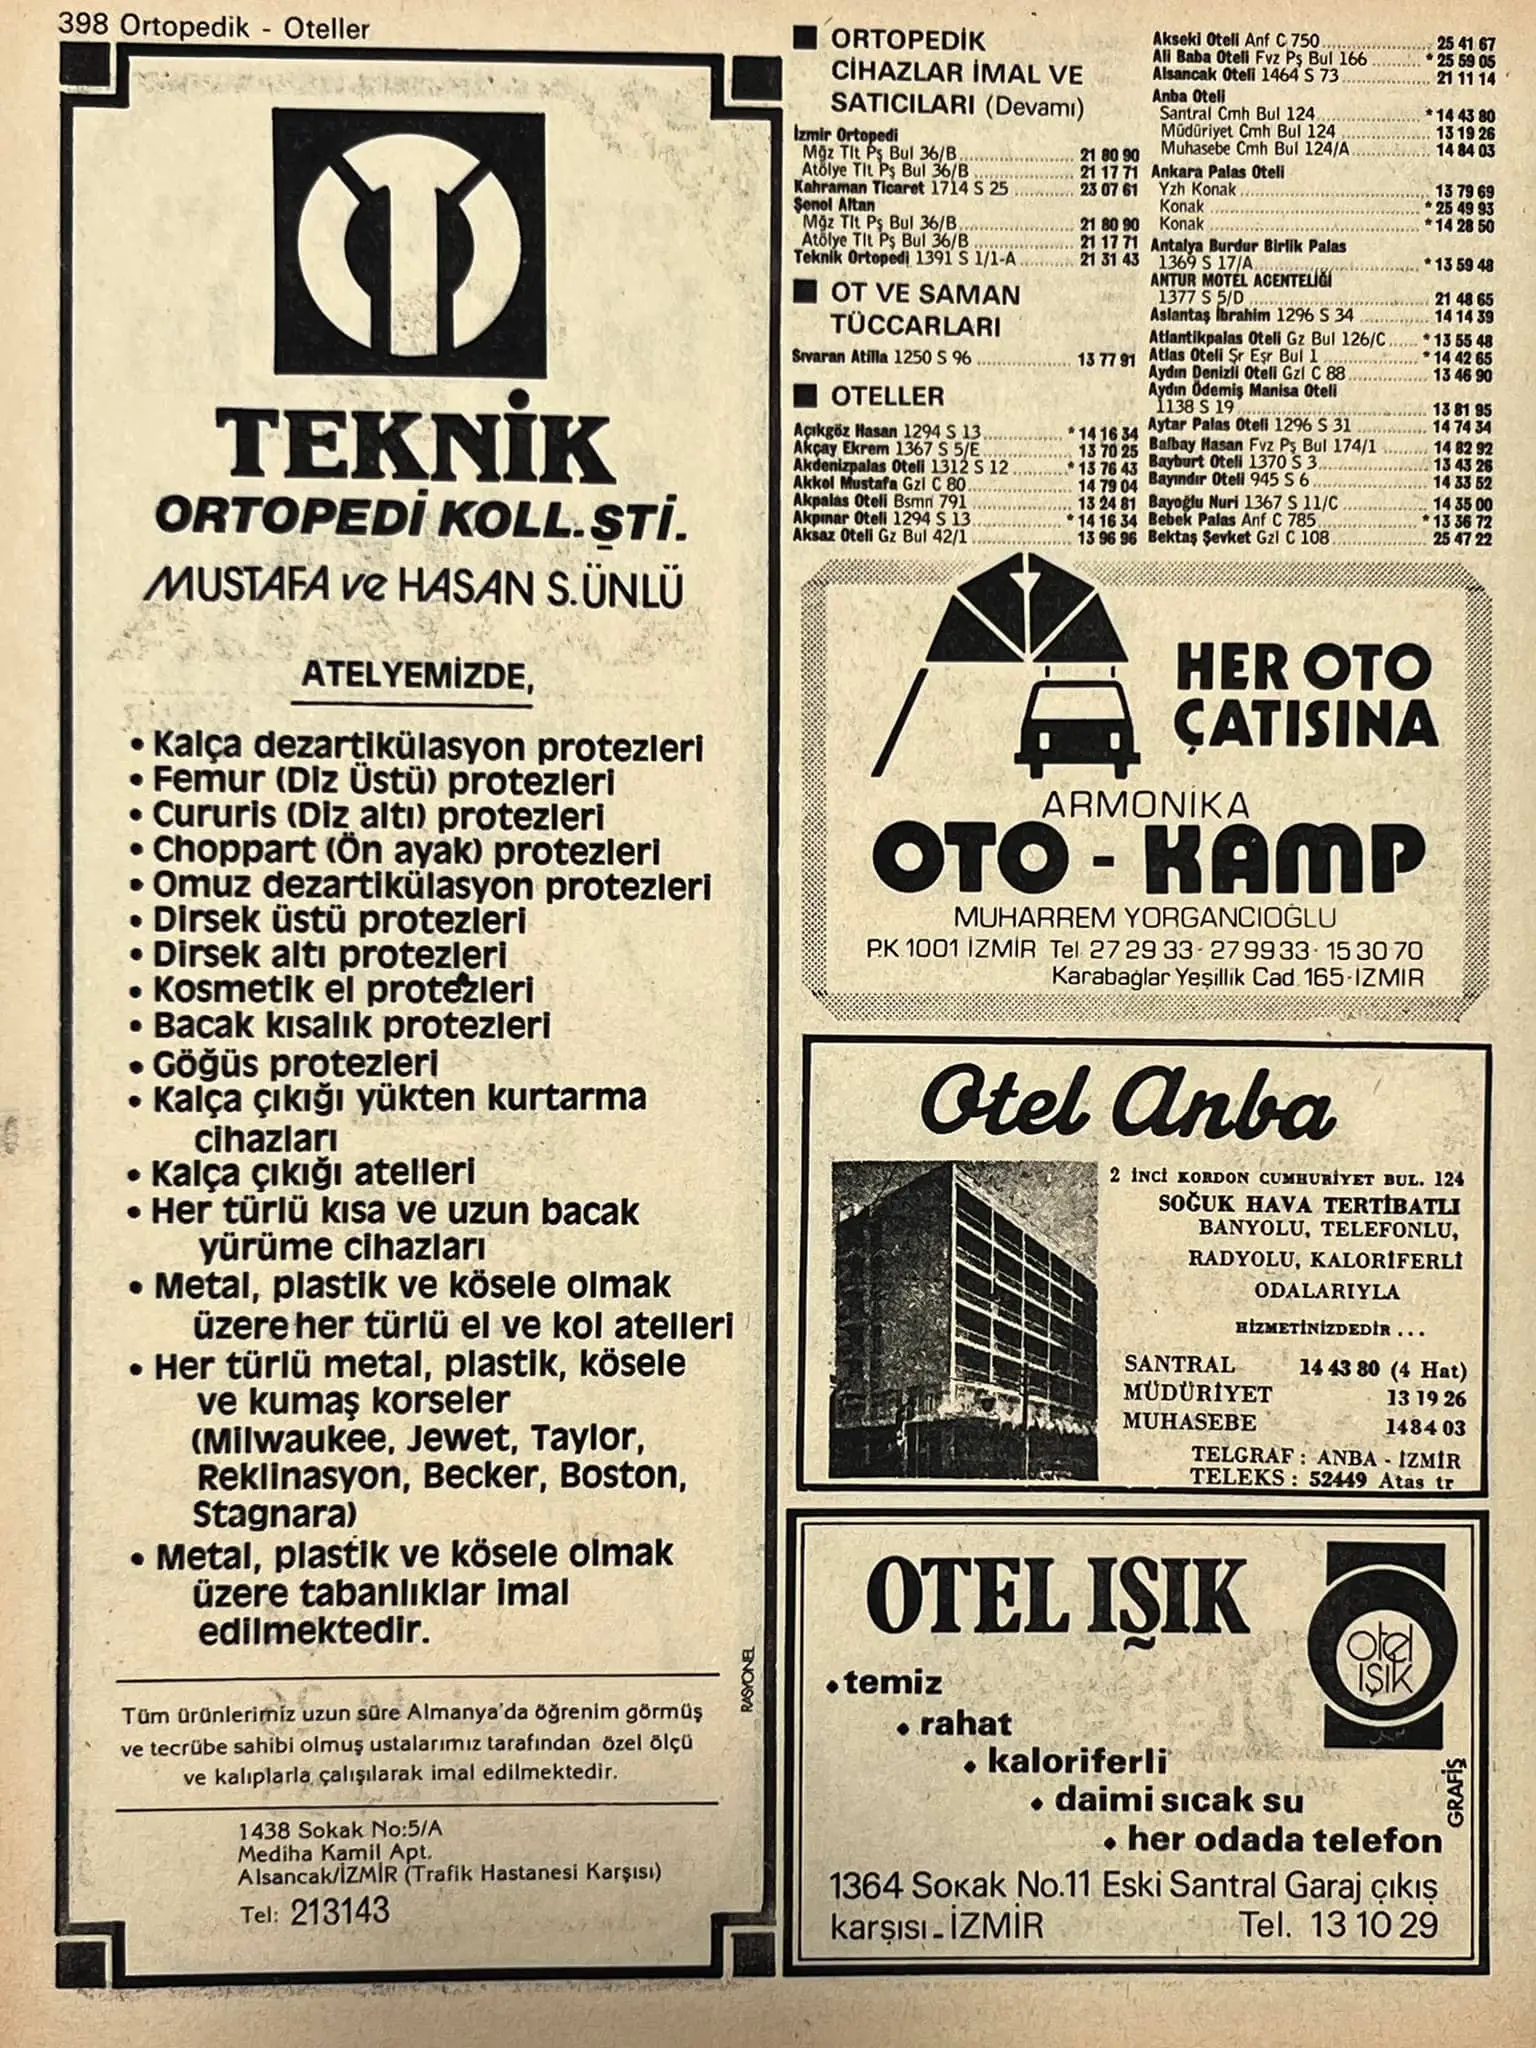 398 Ortopedik - Oteller
TEKNİK
ORTOPEDİ KOLL.ŞTİ.
MUSTAFA ve HASAN S.ÜNLÜ
ATELYEMİZDE,
• Kalça dezartikülasyon protezleri
• Femur (Diz Üstü) protezleri
• Cururis (Diz altı) protezleri
• Choppart (Ön ayak) protezleri
• Omuz dezartikülasyon protezleri
• Dirsek üstü protezleri
• Dirsek altı protezleri
• Kosmetik el protezleri
• Bacak kısalık protezleri
• Göğüs protezleri
• Kalça çıkığı yükten kurtarma
cihazları
• Kalça çıkığı atelleri
• Her türlü kısa ve uzun bacak
yürüme cihazları
• Metal, plastik ve kösele olmak
üzere her türlü el ve kol atelleri
• Her türlü metal, plastik, kösele
ve kumaş korseler
(Milwaukee, Jewet, Taylor,
Reklinasyon, Becker, Boston,
Stagnara)
• Metal, plastik ve kösele olmak
üzere tabanlıklar imal
edilmektedir.
RASYONEL
Tüm ürünlerimiz uzun süre Almanya'da öğrenim görmüş
ve tecrübe sahibi olmuş ustalarımız tarafından özel ölçü
ve kalıplarla çalışılarak imal edilmektedir.
1438 Sokak No:5/A
Mediha Kamil Apt.
Alsancak/İZMİR (Trafik Hastanesi Karşısı)
Tel: 213143
■ ORTOPEDİK
CİHAZLAR İMAL VE
SATICILARI (Devamı)
İzmir Ortopedi
Mğz Tlt Pş Bul 36/B 21 80 90
Atölye Tlt Pş Bul 36/B 21 17 71
Kahraman Ticaret 1714 S 25 23 07 61
Şenol Altan
Mğz Tlt Pş Bul 36/B 21 80 90
Atölye Tlt Pş Bul 36/B 21 17 71
Teknik Ortopedi 1391 S 1/1-A 21 31 43
■ OT VE SAMAN
TÜCCARLARI
Sıvaran Atilla 1250 S 96 13 77 91
■ OTELLER
Açıkgöz Hasan 1294 S 13 *14 16 34
Akçay Ekrem 1367 S 5/E 13 70 25
Akdenizpalas Oteli 1312 S 12 *13 76 43
Akkol Mustafa Gzl C 80 14 79 04
Akpalas Oteli Bsmn 791 13 24 81
Akpınar Oteli 1294 S 13 *14 16 34
Aksaz Oteli Gz Bul 42/1 13 96 96
Akseki Oteli Anf C 750 25 41 67
Ali Baba Oteli Fvz Pş Bul 166 *25 59 05
Alsancak Oteli 1464 S 73 21 11 14
Anba Oteli
Santral Cmh Bul 124 *14 43 80
Müdüriyet Cmh Bul 124 13 19 26
Muhasebe Cmh Bul 124/A 14 84 03
Ankara Palas Oteli
Yzh Konak 13 79 69
Konak *25 49 93
Konak *14 28 50
Antalya Burdur Birlik Palas
1369 S 17/A *13 59 48
ANTUR MOTEL ACENTELİĞİ
1377 S 5/D 21 48 65
Aslantaş İbrahim 1296 S 34 14 14 39
Atlantikpalas Oteli Gz Bul 126/C *13 55 48
Atlas Oteli Şr Eşr Bul 1 *14 42 65
Aydın Denizli Oteli Gzl C 88 13 46 90
Aydın Ödemiş Manisa Oteli
1138 S 19 13 81 95
Aytar Palas Oteli 1296 S 31 14 74 34
Balbay Hasan Fvz Pş Bul 174/1 14 82 92
Bayburt Oteli 1370 S 3 13 43 26
Bayındır Oteli 945 S 6 14 33 52
Bayoğlu Nuri 1367 S 11/C 14 35 00
Bebek Palas Anf C 785 *13 36 72
Bektaş Şevket Gzl C 108 25 47 22
HER OTO
ÇATISINA
ARMONİKA
OTO - KAMP
MUHARREM YORGANCIOĞLU
P.K 1001 İZMİR Tel 27 29 33 - 27 99 33 - 15 30 70
Karabağlar Yeşillik Cad. 165-İZMİR
Otel Anba
2 İNCİ KORDON CUMHURİYET BUL. 124
SOĞUK HAVA TERTİBATLI
BANYOLU, TELEFONLU,
RADYOLU, KALORİFERLİ
ODALARIYLA
HİZMETİNİZDEDİR ...
SANTRAL 14 43 80 (4 Hat)
MÜDÜRİYET 13 19 26
MUHASEBE 14 84 03
TELGRAF : ANBA - İZMİR
TELEKS : 52449 Atas tr
OTEL IŞIK
otel
IŞIK
• temiz
• rahat
• kaloriferli
• daimi sıcak su
• her odada telefon
GRAFİŞ
1364 Sokak No.11 Eski Santral Garaj çıkış
karşısı - İZMİR Tel. 13 10 29